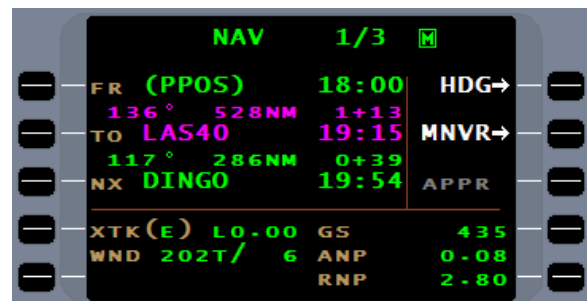 NAV 1/3 M
FR (PPOS) 18:00 HDG→
136° 528NM 1+13
TO LAS40 19:15 MNVR→
117° 286NM 0+39
NX DINGO 19:54 APPR
XTK(E) L0.00 GS 435
WND 202T/ 6 ANP 0.08
RNP 2.80